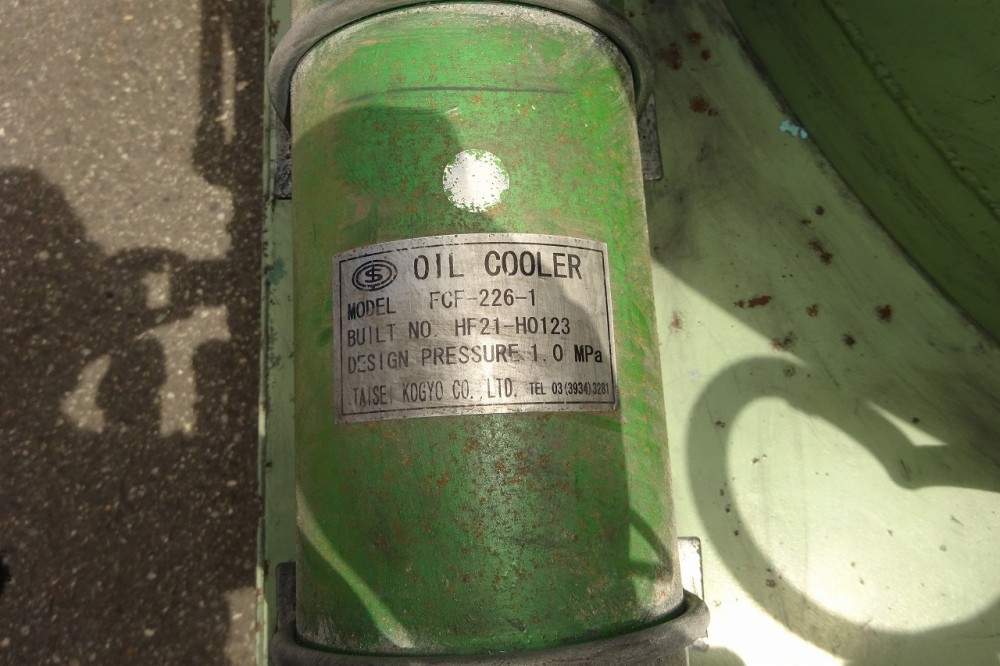 OIL COOLER
MODEL FCF-226-1
BUILT NO. HF21-H0123
DESIGN PRESSURE 1.0 MPa
TAISEI KOGYO CO.,LTD. TEL 03(3934)3281